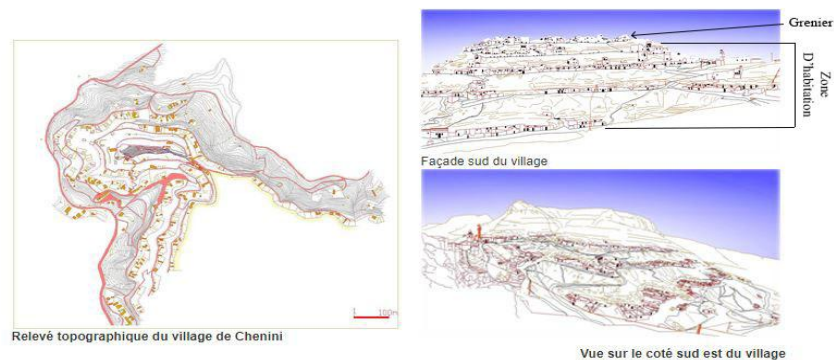 Grenier
Zone
D'habitation
Façade sud du village
100m
Relevé topographique du village de Chenini
Vue sur le coté sud est du village